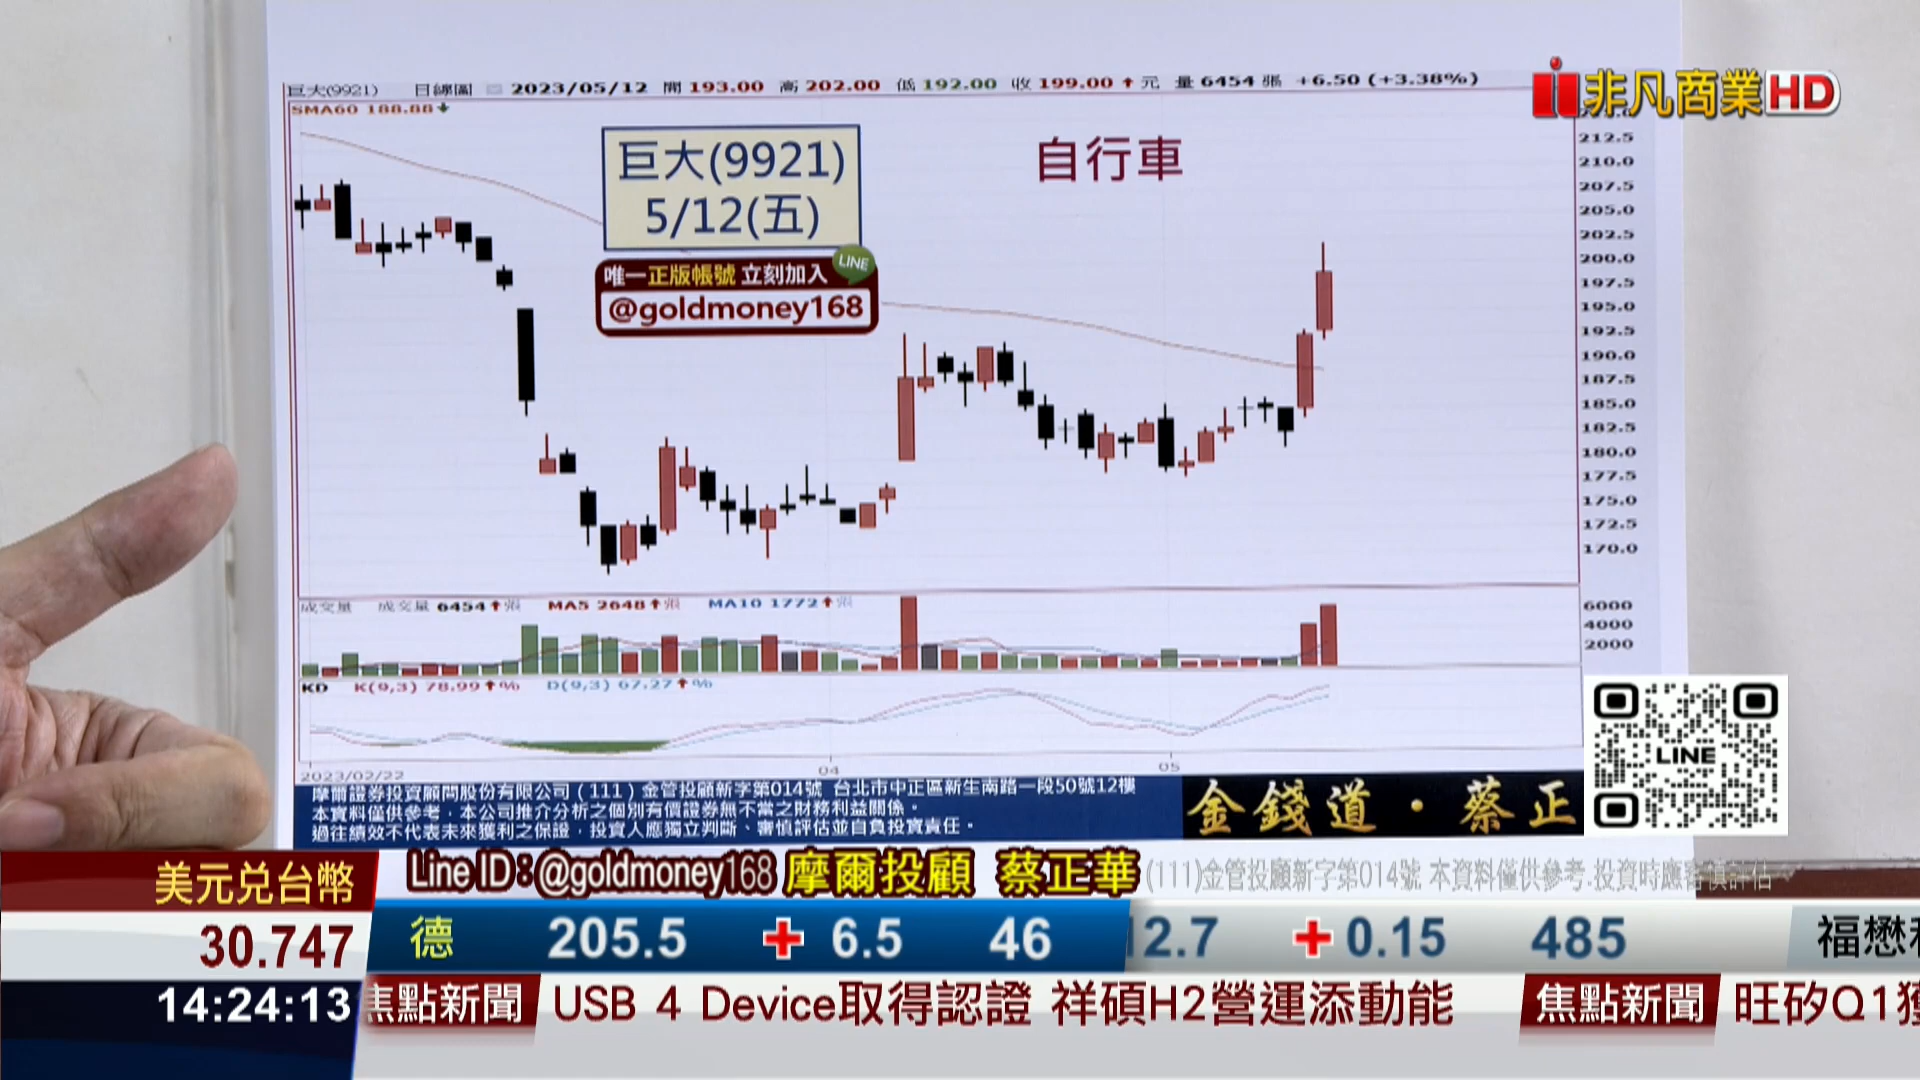 巨大(9921) 日線圖 2023/05/12 開 193.00 高 202.00 低 192.00 收 199.00 ↑ 元 量 6454 張 +6.50 (+3.38%)
SMA60 188.88↓
非凡商業HD
巨大(9921)
5/12(五)
自行車
唯一正版帳號 立刻加入
LINE
@goldmoney168
212.5
210.0
207.5
205.0
202.5
200.0
197.5
195.0
192.5
190.0
187.5
185.0
182.5
180.0
177.5
175.0
172.5
170.0
成交量 成交量 6454↑張 MA5 2648↑張 MA10 1772↑張
6000
4000
2000
KD K(9,3) 78.99↑% D(9,3) 67.27↑%
2023/02/22 04 05
LINE
摩爾證券投資顧問股份有限公司(111)金管投顧新字第014號 台北市中正區新生南路一段50號12樓
本資料僅供參考，本公司推介分析之個別有價證券無不當之財務利益關係。
過往績效不代表未來獲利之保證，投資人應獨立判斷、審慎評估並自負投資責任。
金錢道·蔡正
美元兌台幣
Line ID:@goldmoney168 摩爾投顧 蔡正華 (111)金管投顧新字第014號 本資料僅供參考.投資時應審慎評估
30.747
德 205.5 + 6.5 46 12.7 + 0.15 485 福懋
14:24:13
焦點新聞 USB 4 Device取得認證 祥碩H2營運添動能 焦點新聞 旺矽Q1獲